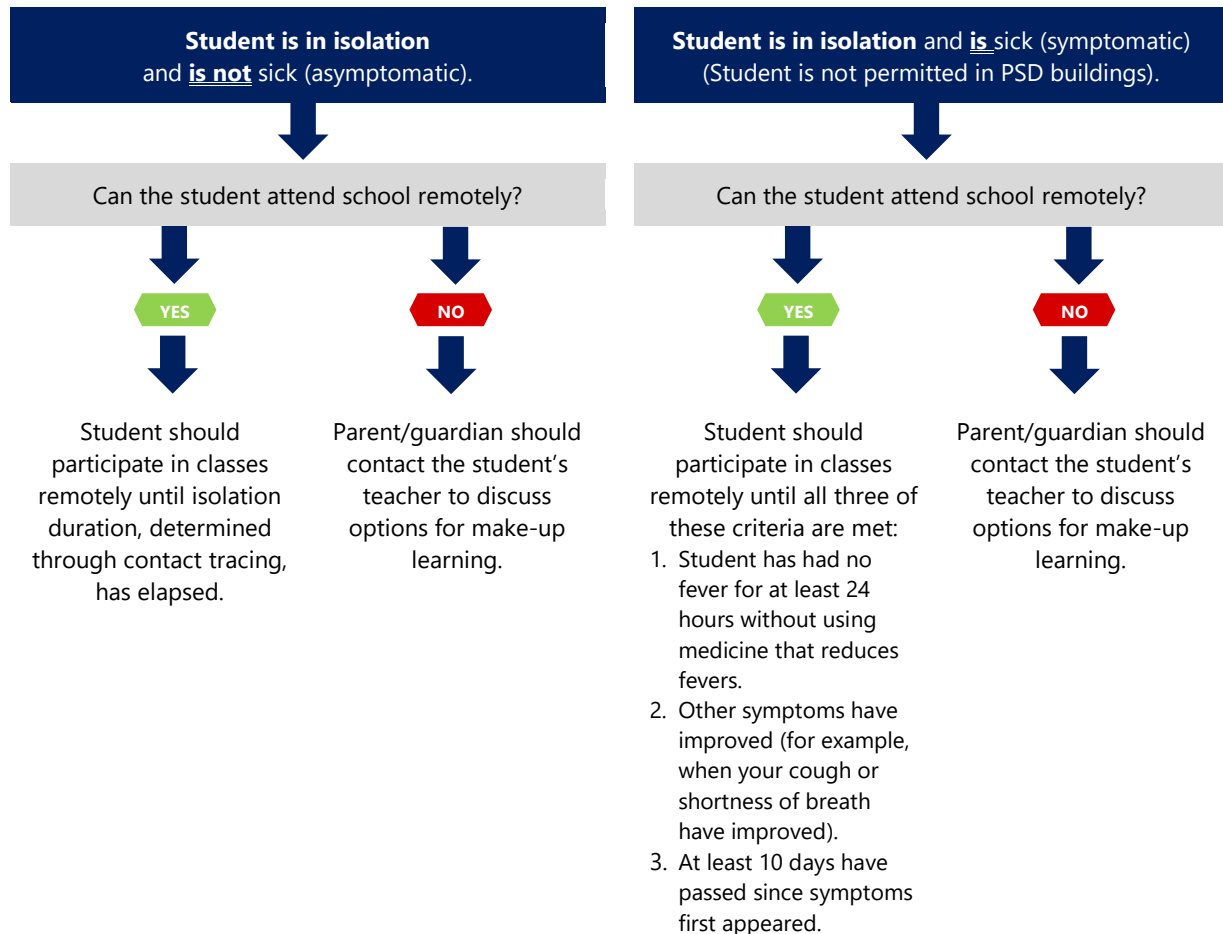 Student is in isolation
and is not sick (asymptomatic).
Can the student attend school remotely?
YES
Student should
participate in classes
remotely until isolation
duration, determined
through contact tracing,
has elapsed.
NO
Parent/guardian should
contact the student’s
teacher to discuss
options for make-up
learning.
Student is in isolation and is sick (symptomatic)
(Student is not permitted in PSD buildings).
Can the student attend school remotely?
YES
Student should
participate in classes
remotely until all three of
these criteria are met:
1. Student has had no
fever for at least 24
hours without using
medicine that reduces
fevers.
2. Other symptoms have
improved (for example,
when your cough or
shortness of breath
have improved).
3. At least 10 days have
passed since symptoms
first appeared.
NO
Parent/guardian should
contact the student’s
teacher to discuss
options for make-up
learning.